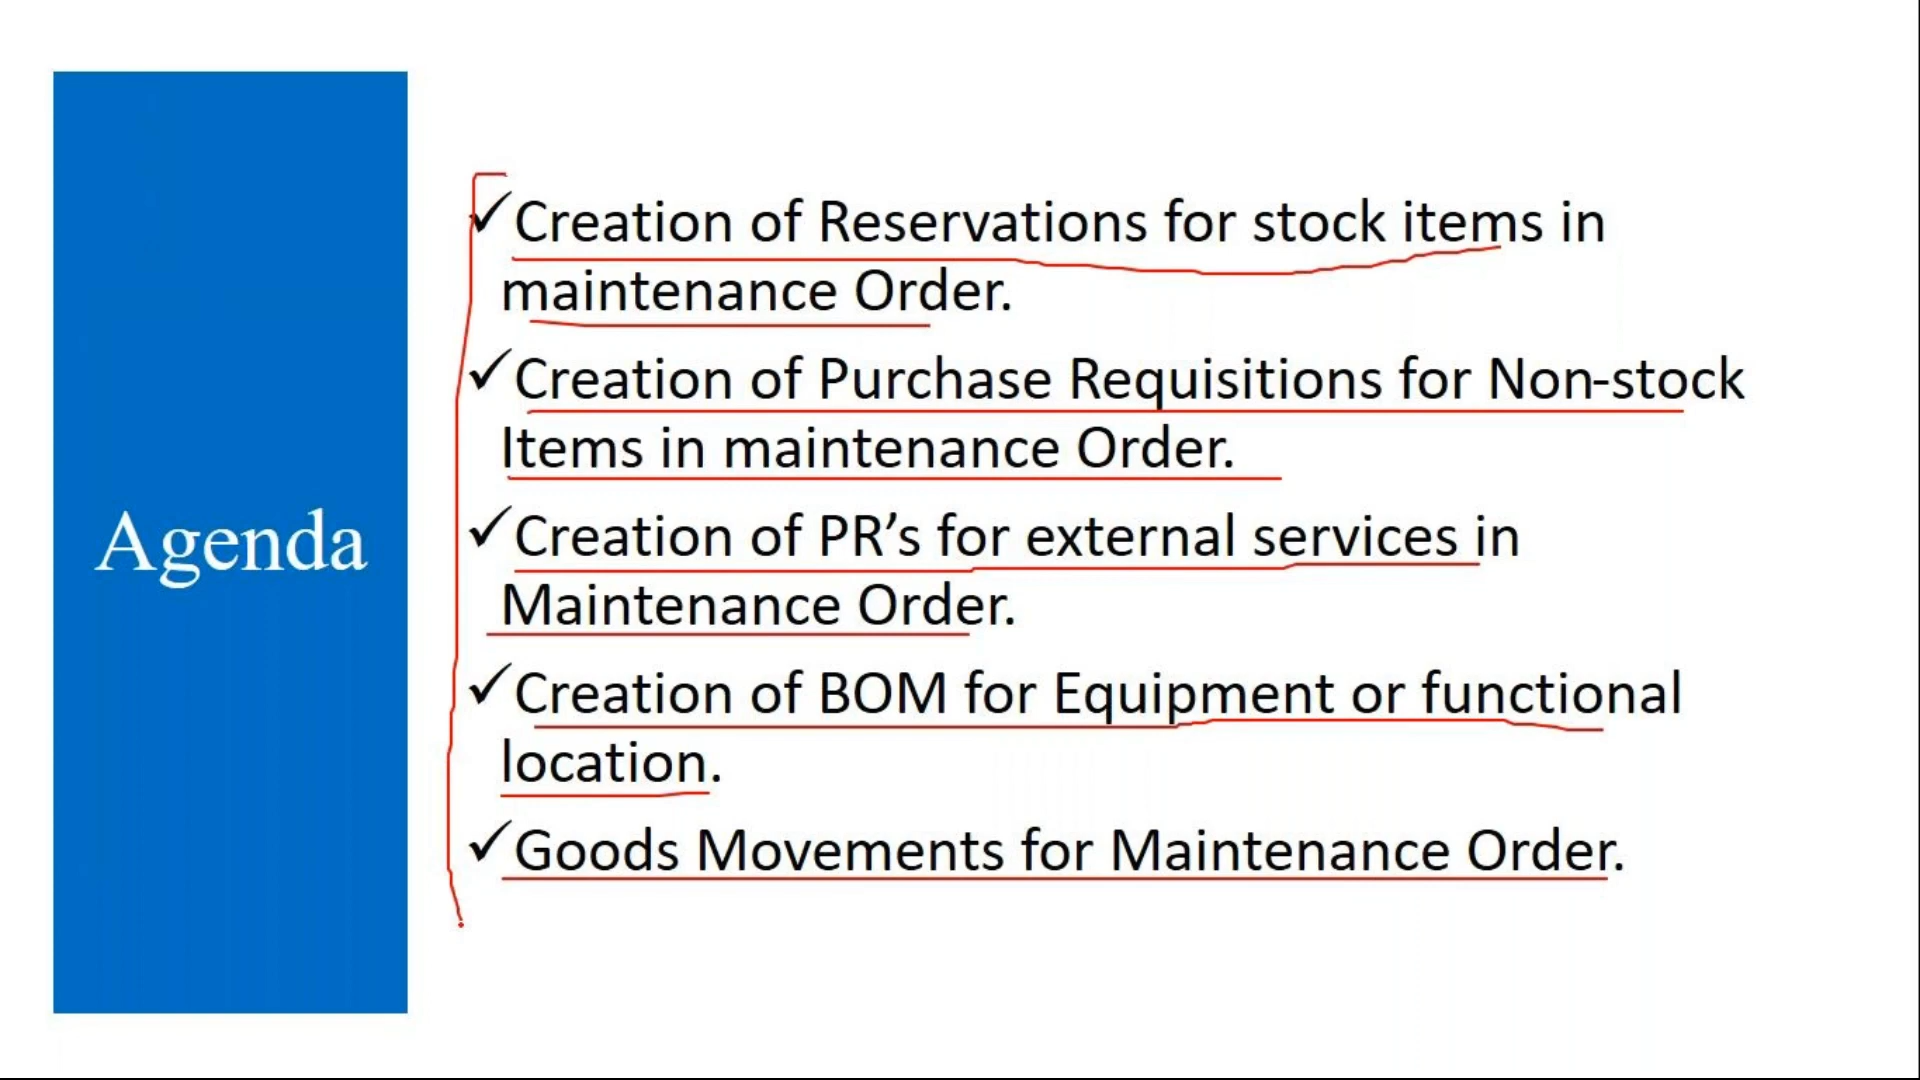 Agenda
✓Creation of Reservations for stock items in
maintenance Order.
✓Creation of Purchase Requisitions for Non-stock
Items in maintenance Order.
✓Creation of PR’s for external services in
Maintenance Order.
✓Creation of BOM for Equipment or functional
location.
✓Goods Movements for Maintenance Order.